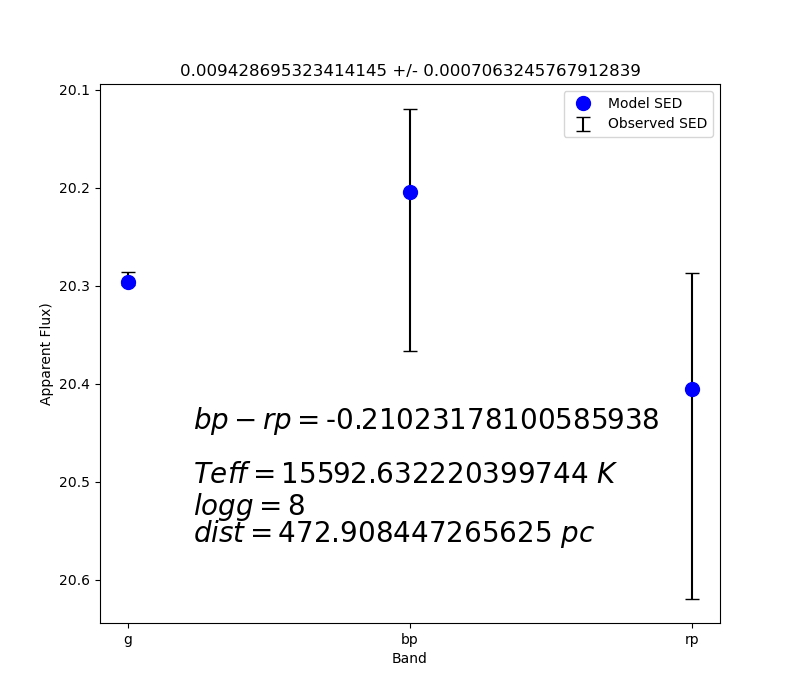 0.009428695323414145 +/- 0.0007063245767912839
20.1
20.2
20.3
20.4
20.5
20.6
Apparent Flux)
Model SED
Observed SED
bp − rp = -0.21023178100585938
Teff = 15592.632220399744 K
logg = 8
dist = 472.908447265625 pc
g
bp
rp
Band